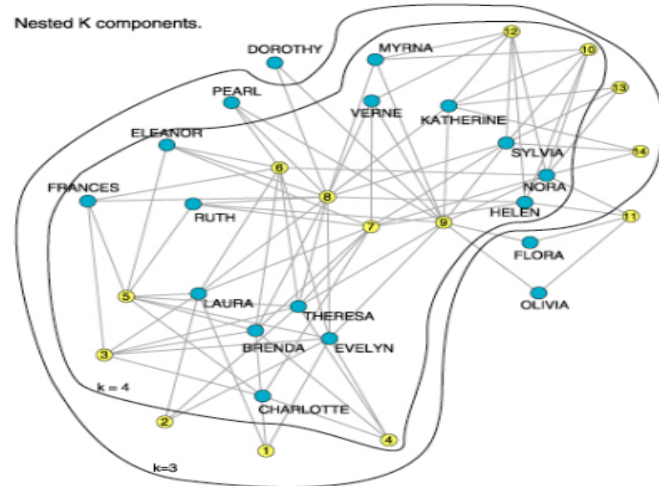 Nested K components.
12
DOROTHY
MYRNA
10
13
PEARL
VERNE
KATHERINE
ELEANOR
SYLVIA
14
6
NORA
FRANCES
8
RUTH
HELEN
7
9
11
FLORA
5
LAURA
OLIVIA
THERESA
BRENDA
EVELYN
3
k = 4
CHARLOTTE
2
4
1
k=3